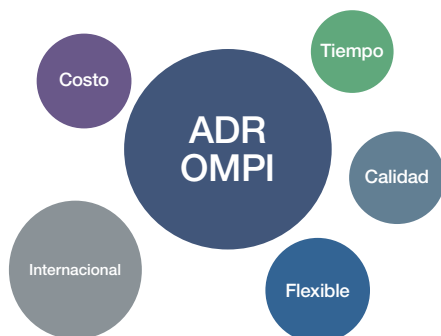 Tiempo
Costo
ADR
OMPI
Calidad
Internacional
Flexible